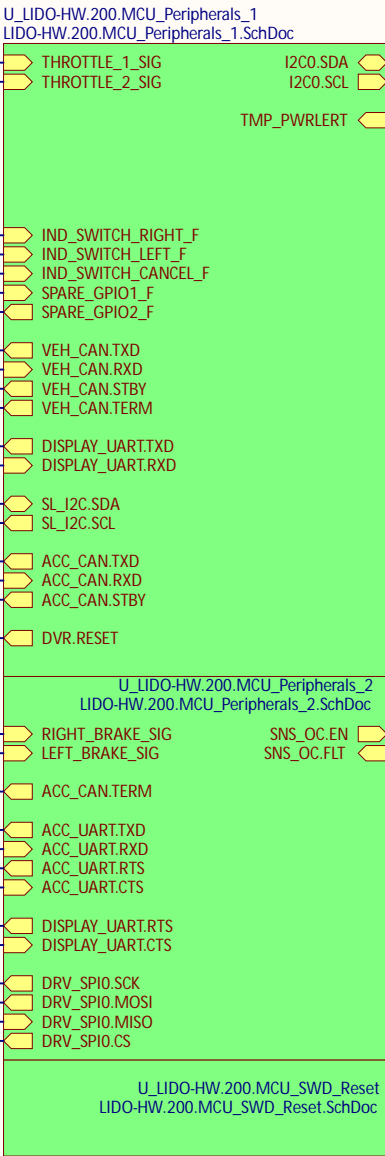 U_LIDO-HW.200.MCU_Peripherals_1
LIDO-HW.200.MCU_Peripherals_1.SchDoc
THROTTLE_1_SIG I2C0.SDA
THROTTLE_2_SIG I2C0.SCL
TMP_PWRLERT
IND_SWITCH_RIGHT_F
IND_SWITCH_LEFT_F
IND_SWITCH_CANCEL_F
SPARE_GPIO1_F
SPARE_GPIO2_F
VEH_CAN.TXD
VEH_CAN.RXD
VEH_CAN.STBY
VEH_CAN.TERM
DISPLAY_UART.TXD
DISPLAY_UART.RXD
SL_I2C.SDA
SL_I2C.SCL
ACC_CAN.TXD
ACC_CAN.RXD
ACC_CAN.STBY
DVR.RESET
U_LIDO-HW.200.MCU_Peripherals_2
LIDO-HW.200.MCU_Peripherals_2.SchDoc
RIGHT_BRAKE_SIG SNS_OC.EN
LEFT_BRAKE_SIG SNS_OC.FLT
ACC_CAN.TERM
ACC_UART.TXD
ACC_UART.RXD
ACC_UART.RTS
ACC_UART.CTS
DISPLAY_UART.RTS
DISPLAY_UART.CTS
DRV_SPI0.SCK
DRV_SPI0.MOSI
DRV_SPI0.MISO
DRV_SPI0.CS
U_LIDO-HW.200.MCU_SWD_Reset
LIDO-HW.200.MCU_SWD_Reset.SchDoc